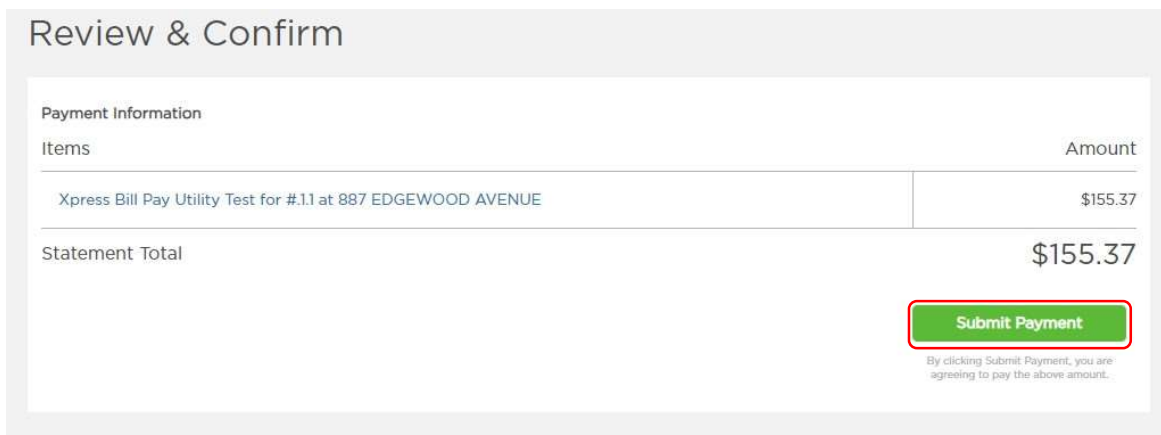 Review & Confirm
Payment Information
Items Amount
Xpress Bill Pay Utility Test for #.1.1 at 887 EDGEWOOD AVENUE $155.37
Statement Total $155.37
Submit Payment
By clicking Submit Payment, you are
agreeing to pay the above amount.